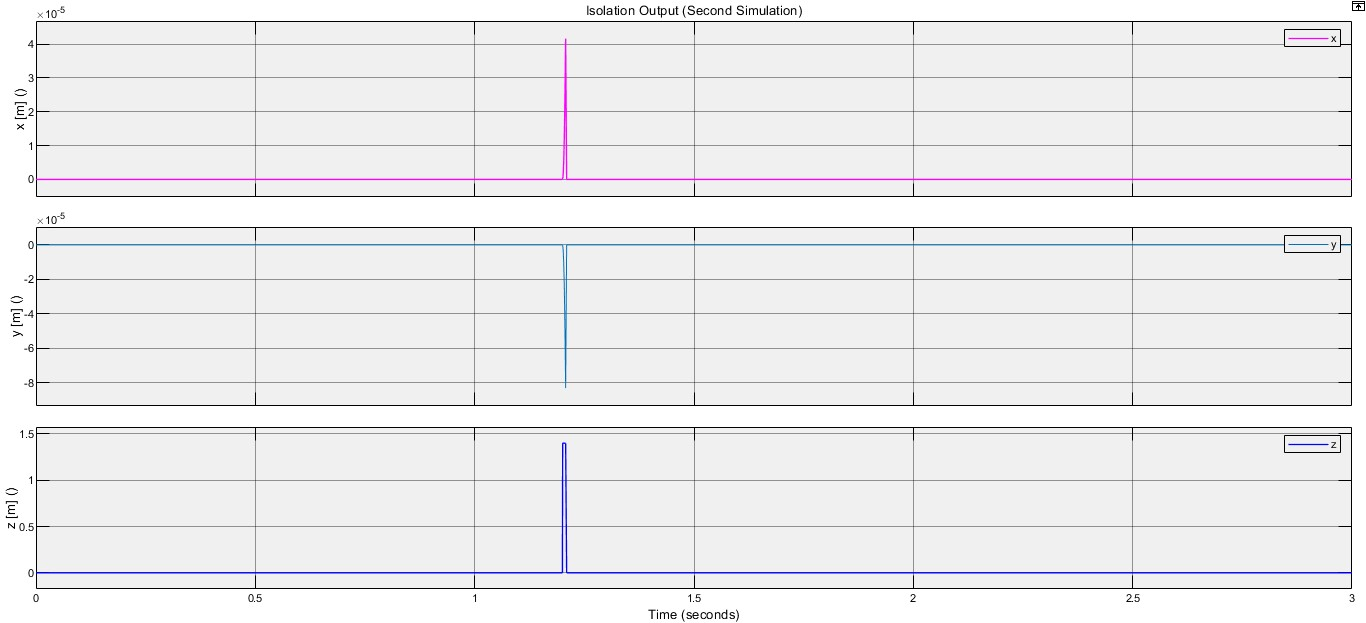 Isolation Output (Second Simulation)
×10-5
x [m] ()
4
3
2
1
0
x
×10-5
y [m] ()
0
-2
-4
-6
-8
y
z [m] ()
1.5
1
0.5
0
z
0 0.5 1 1.5 2 2.5 3
Time (seconds)